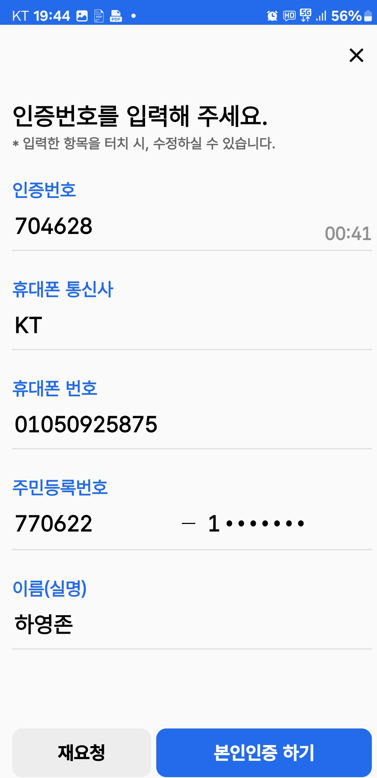 KT 19:44 56%
인증번호를 입력해 주세요.
* 입력한 항목을 터치 시, 수정하실 수 있습니다.
인증번호
704628 00:41
휴대폰 통신사
KT
휴대폰 번호
01050925875
주민등록번호
770622 – 1•••••••
이름(실명)
하영존
재요청 본인인증 하기